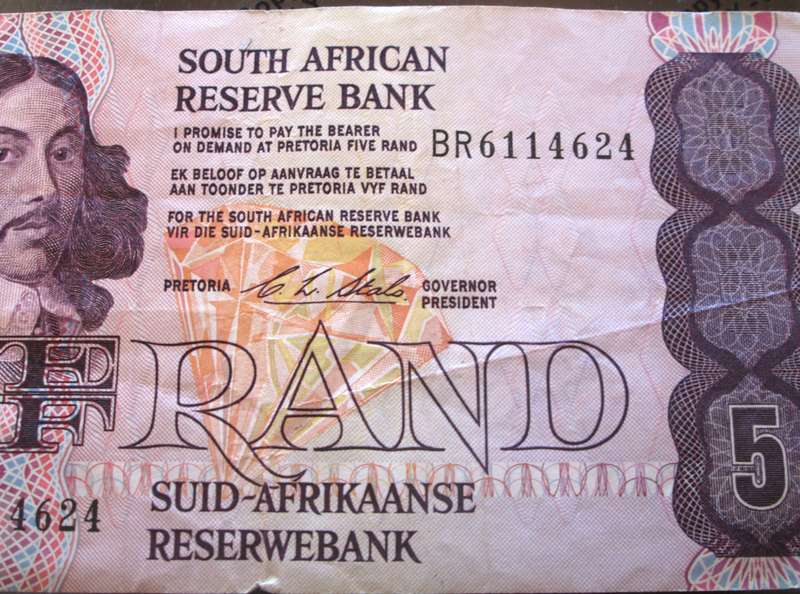 SOUTH AFRICAN
RESERVE BANK
I PROMISE TO PAY THE BEARER
ON DEMAND AT PRETORIA FIVE RAND
BR6114624
EK BELOOF OP AANVRAAG TE BETAAL
AAN TOONDER TE PRETORIA VYF RAND
FOR THE SOUTH AFRICAN RESERVE BANK
VIR DIE SUID-AFRIKAANSE RESERWEBANK
PRETORIA C. L. Stals. GOVERNOR
PRESIDENT
F RAND
5
4624
SUID-AFRIKAANSE
RESERWEBANK